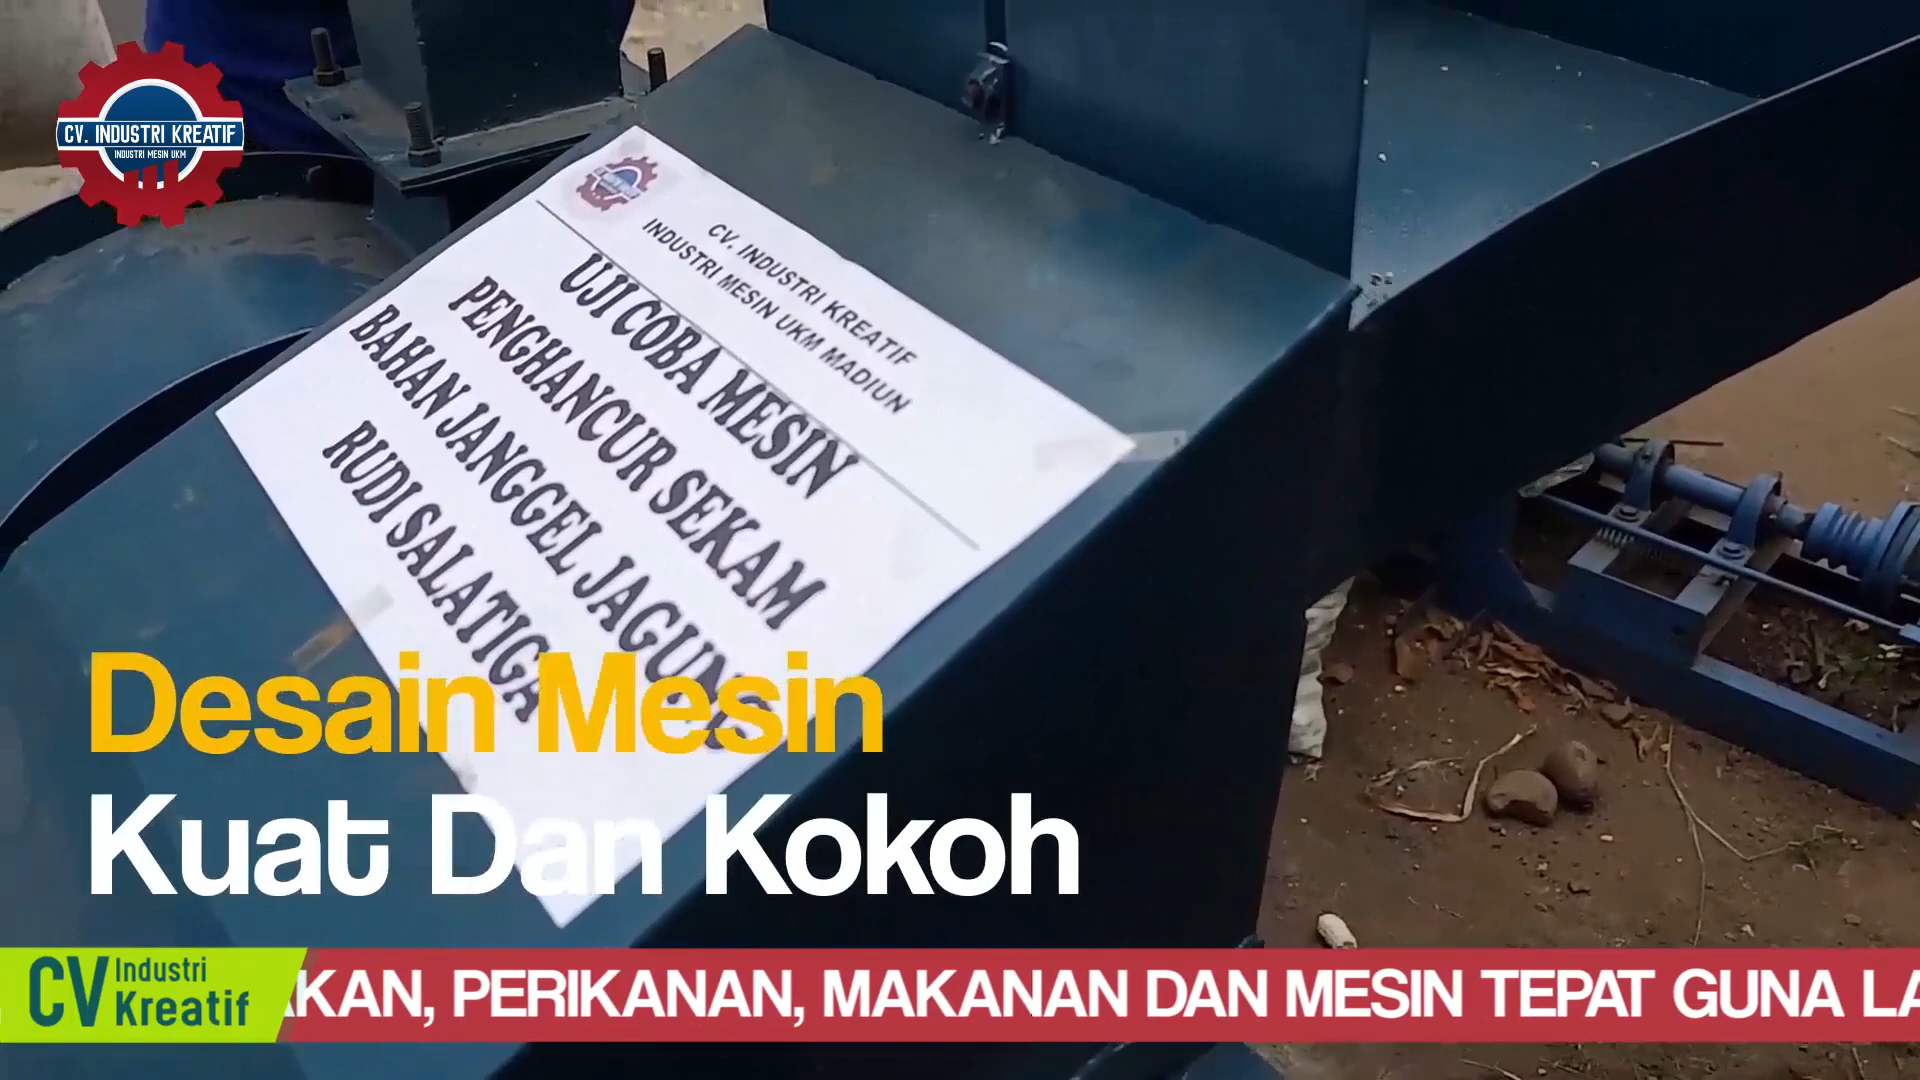 CV. INDUSTRI KREATIF
INDUSTRI MESIN UKM
CV. INDUSTRI KREATIF
INDUSTRI MESIN UKM MADIUN
UJI COBA MESIN
PENGHANCUR SEKAM
BAHAN JANGGEL JAGUNG
RUDI SALATIGA
Desain Mesin
Kuat Dan Kokoh
CV Industri
Kreatif
AKAN, PERIKANAN, MAKANAN DAN MESIN TEPAT GUNA LA